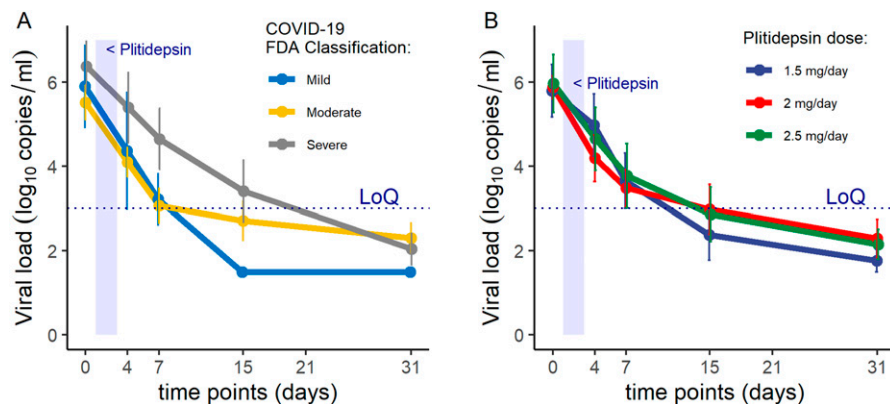 A
COVID-19
FDA Classification:
Mild
Moderate
Severe
< Plitidepsin
LoQ
Viral load (log10 copies/ml)
6
4
2
0
0 4 7 15 21 31
time points (days)
B
Plitidepsin dose:
1.5 mg/day
2 mg/day
2.5 mg/day
< Plitidepsin
LoQ
Viral load (log10 copies/ml)
6
4
2
0
0 4 7 15 21 31
time points (days)